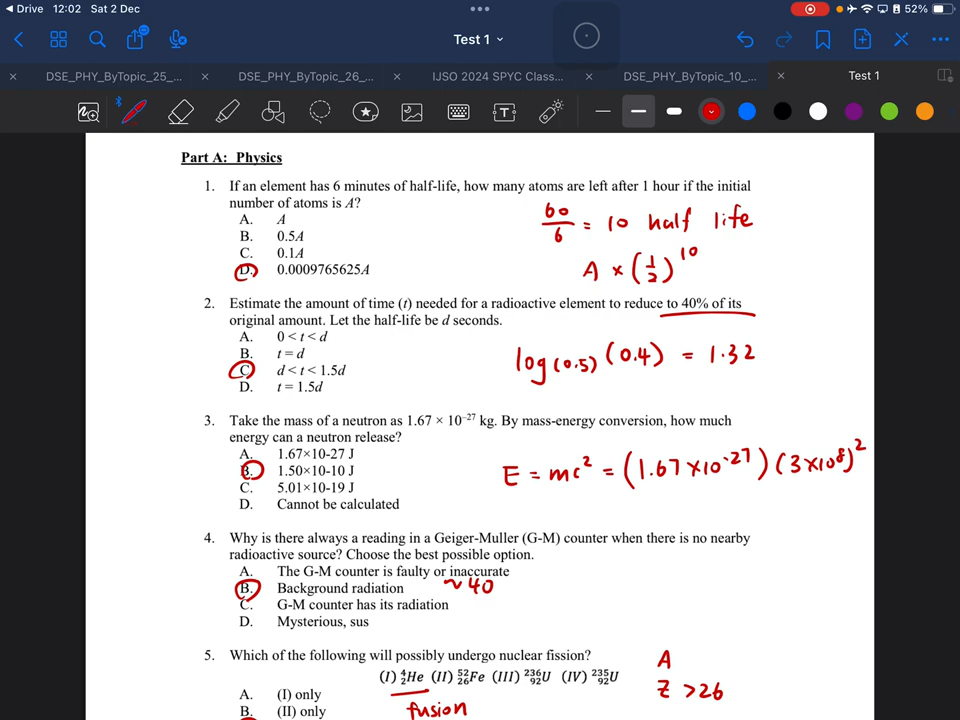 Drive 12:02 Sat 2 Dec
52%
Test 1
DSE_PHY_ByTopic_25_...
DSE_PHY_ByTopic_26_...
IJSO 2024 SPYC Class...
DSE_PHY_ByTopic_10_...
Test 1
Part A: Physics
1. If an element has 6 minutes of half-life, how many atoms are left after 1 hour if the initial
number of atoms is A?
A. A
B. 0.5A
C. 0.1A
D. 0.0009765625A
60/6 = 10 half life
A × (1/2)^10
2. Estimate the amount of time (t) needed for a radioactive element to reduce to 40% of its
original amount. Let the half-life be d seconds.
A. 0 < t < d
B. t = d
C. d < t < 1.5d
D. t = 1.5d
log(0.5) (0.4) = 1.32
3. Take the mass of a neutron as 1.67 × 10⁻²⁷ kg. By mass-energy conversion, how much
energy can a neutron release?
A. 1.67×10-27 J
B. 1.50×10-10 J
C. 5.01×10-19 J
D. Cannot be calculated
E = mc² = (1.67×10⁻²⁷)(3×10⁸)²
4. Why is there always a reading in a Geiger-Muller (G-M) counter when there is no nearby
radioactive source? Choose the best possible option.
A. The G-M counter is faulty or inaccurate
B. Background radiation ~40
C. G-M counter has its radiation
D. Mysterious, sus
5. Which of the following will possibly undergo nuclear fission?
(I) ⁴₂He (II) ⁵²₂₆Fe (III) ²³⁶₉₂U (IV) ²³⁵₉₂U
A
Z >26
A. (I) only
B. (II) only
fusion